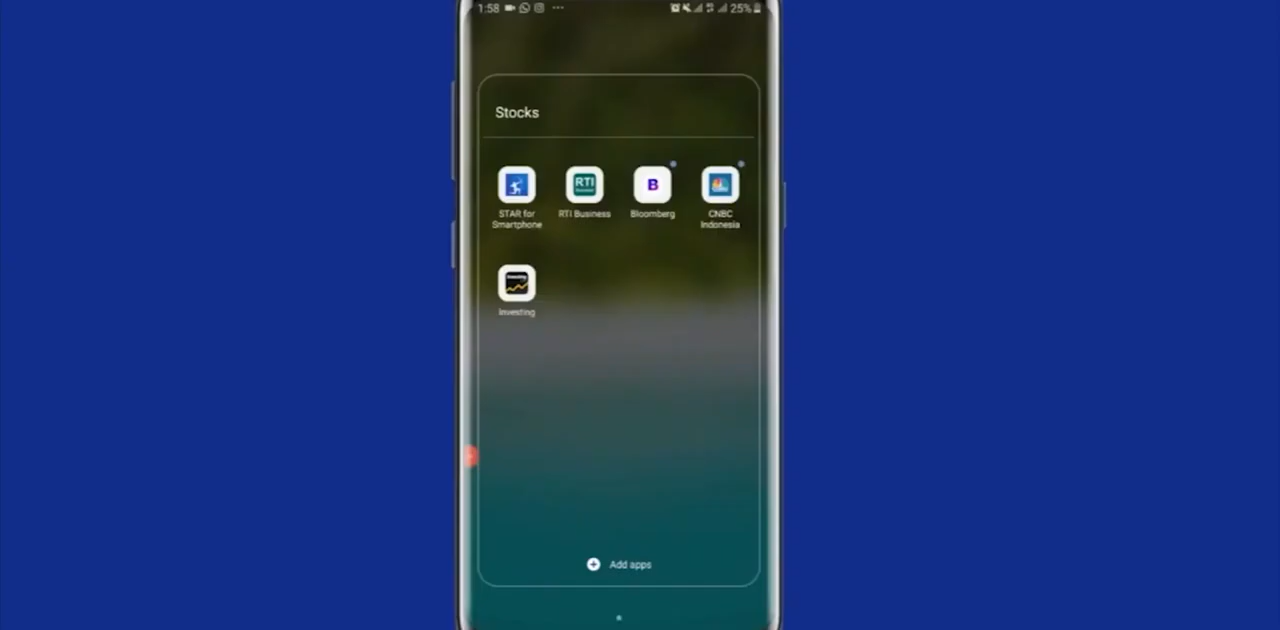 1:58
25%
Stocks
RTI
B
STAR for
Smartphone
RTI Business
Bloomberg
CNBC
Indonesia
Investing
Add apps